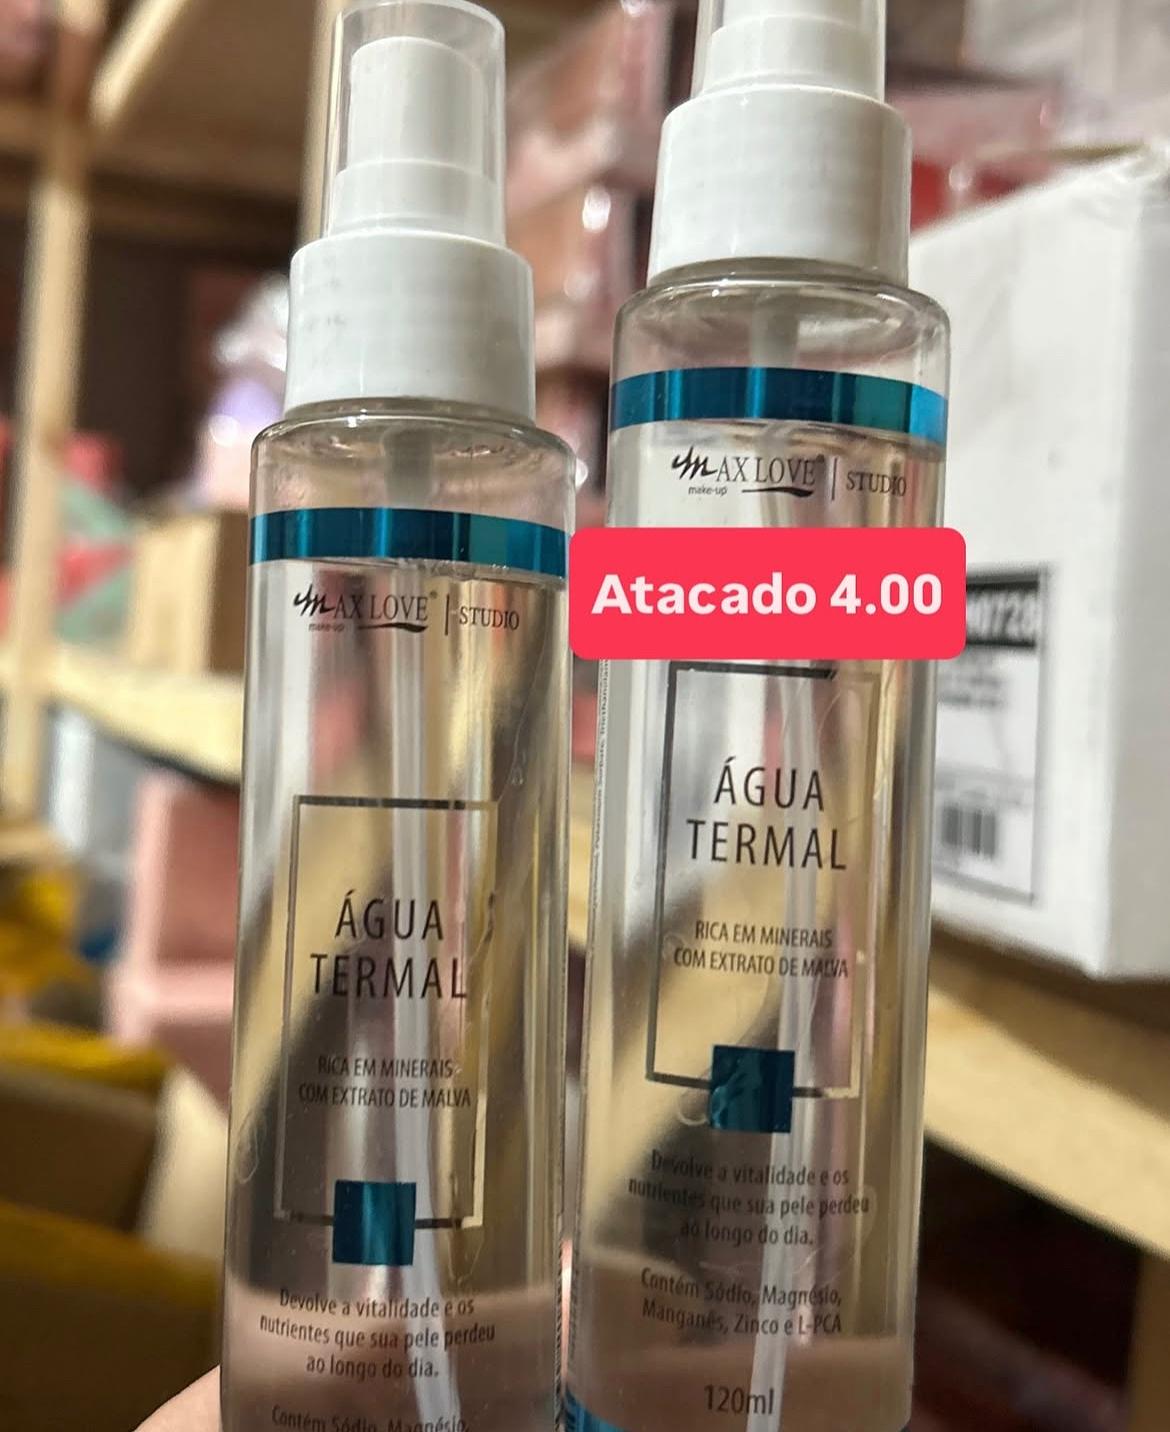 MAX LOVE® | STUDIO
make-up
ÁGUA
TERMAL
RICA EM MINERAIS
COM EXTRATO DE MALVA
Devolve a vitalidade e os
nutrientes que sua pele perdeu
ao longo do dia.
Contém Sódio, Magnésio,
MAX LOVE® | STUDIO
make-up
Atacado 4.00
ÁGUA
TERMAL
RICA EM MINERAIS
COM EXTRATO DE MALVA
Devolve a vitalidade e os
nutrientes que sua pele perdeu
ao longo do dia.
Contém Sódio, Magnésio,
Manganês, Zinco e L-PCA
120ml